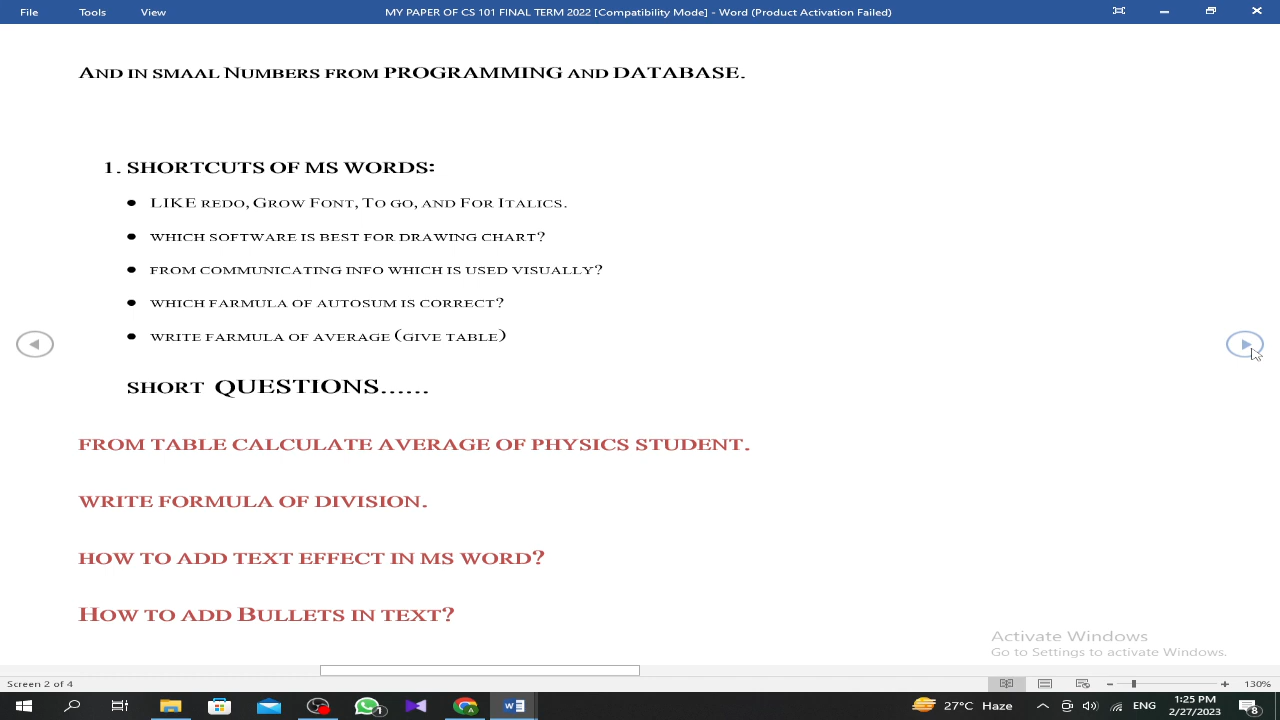 File Tools View MY PAPER OF CS 101 FINAL TERM 2022 [Compatibility Mode] - Word (Product Activation Failed)
AND IN SMAAL NUMBERS FROM PROGRAMMING AND DATABASE.
1. SHORTCUTS OF MS WORDS:
• LIKE REDO, GROW FONT, TO GO, AND FOR ITALICS.
• WHICH SOFTWARE IS BEST FOR DRAWING CHART?
• FROM COMMUNICATING INFO WHICH IS USED VISUALLY?
• WHICH FARMULA OF AUTOSUM IS CORRECT?
• WRITE FARMULA OF AVERAGE (GIVE TABLE)
SHORT QUESTIONS......
FROM TABLE CALCULATE AVERAGE OF PHYSICS STUDENT.
WRITE FORMULA OF DIVISION.
HOW TO ADD TEXT EFFECT IN MS WORD?
HOW TO ADD BULLETS IN TEXT?
Activate Windows
Go to Settings to activate Windows.
Screen 2 of 4 130%
1 27°C Haze ENG 1:25 PM 8
2/27/2023